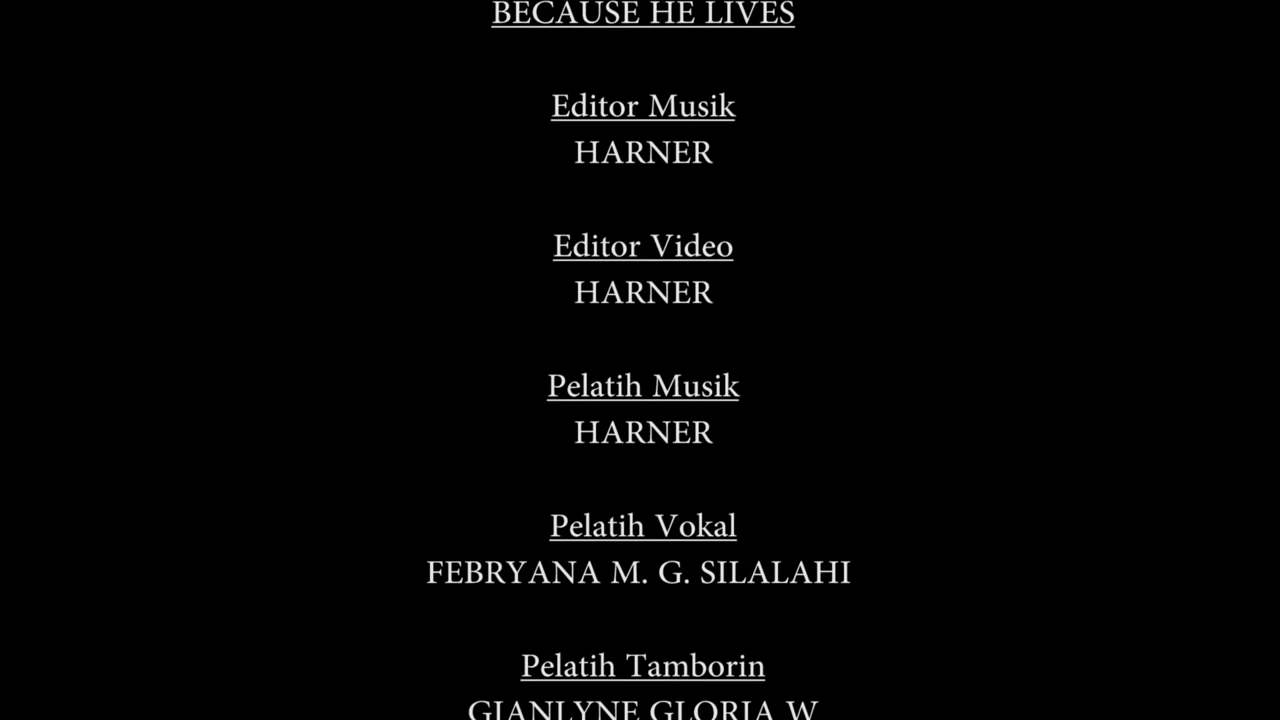 BECAUSE HE LIVES
Editor Musik
HARNER
Editor Video
HARNER
Pelatih Musik
HARNER
Pelatih Vokal
FEBRYANA M. G. SILALAHI
Pelatih Tamborin
GIANLYNE GLORIA W